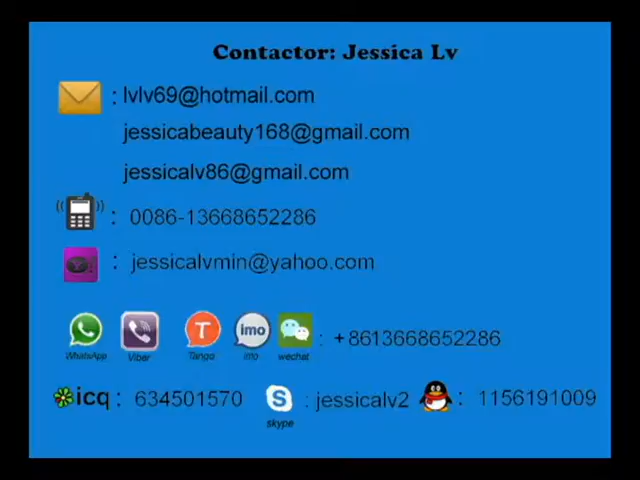 Contactor: Jessica Lv
: lvlv69@hotmail.com
jessicabeauty168@gmail.com
jessicalv86@gmail.com
: 0086-13668652286
: jessicalvmin@yahoo.com
T imo : +8613668652286
WhatsApp Viber Tango imo wechat
icq : 634501570 S : jessicalv2 : 1156191009
skype